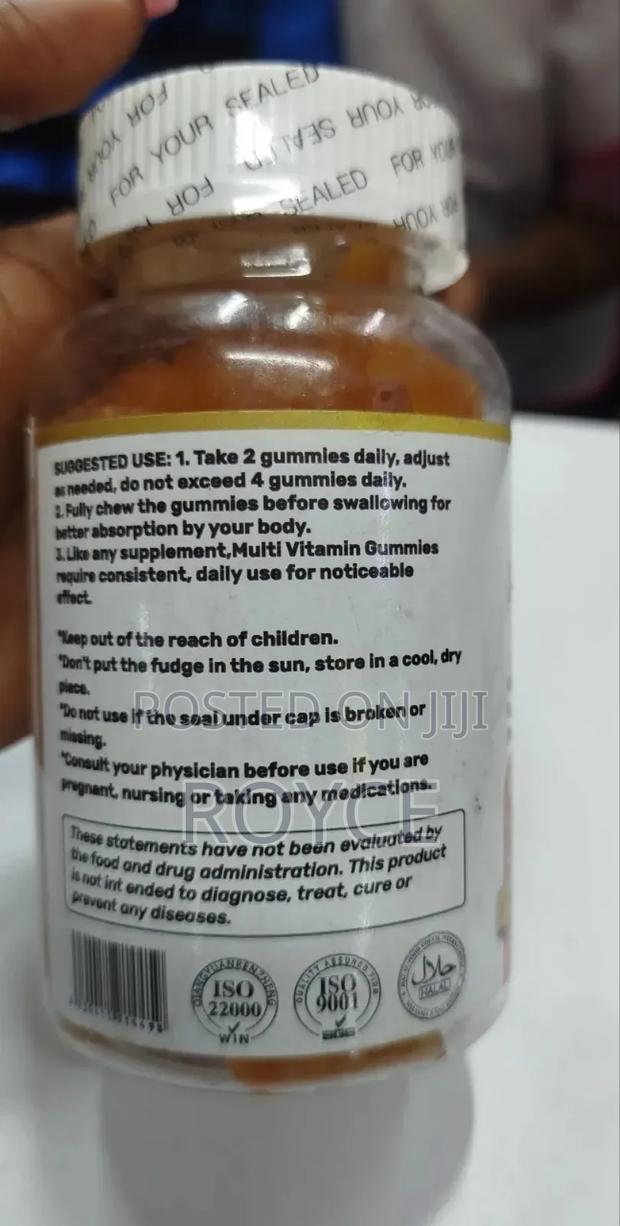 FOR YOUR SEALED
SEALED FOR YOUR
SUGGESTED USE: 1. Take 2 gummies daily, adjust
as needed, do not exceed 4 gummies daily.
2. Fully chew the gummies before swallowing for
better absorption by your body.
3. Like any supplement,Multi Vitamin Gummies
require consistent, daily use for noticeable
effect.
*Keep out of the reach of children.
*Don't put the fudge in the sun, store in a cool, dry
place.
*Do not use if the seal under cap is broken or
missing.
*Consult your physician before use if you are
pregnant, nursing or taking any medications.
POSTED ON JIJI
ROYCE
These statements have not been evaluated by
the food and drug administration. This product
is not int ended to diagnose, treat, cure or
prevent any diseases.
ISO
22000
WIN
QUALITY ASSURED FIRM
ISO
9001
SGS
حلال
HALAL